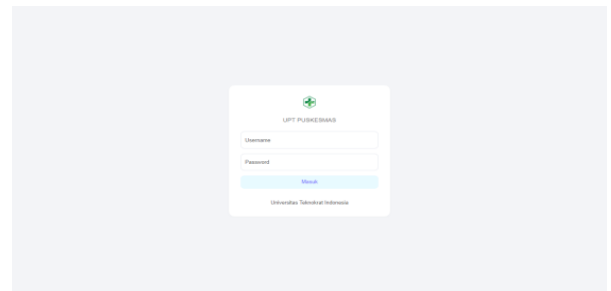 UPT PUSKESMAS
Username
Password
Masuk
Universitas Teknokrat Indonesia